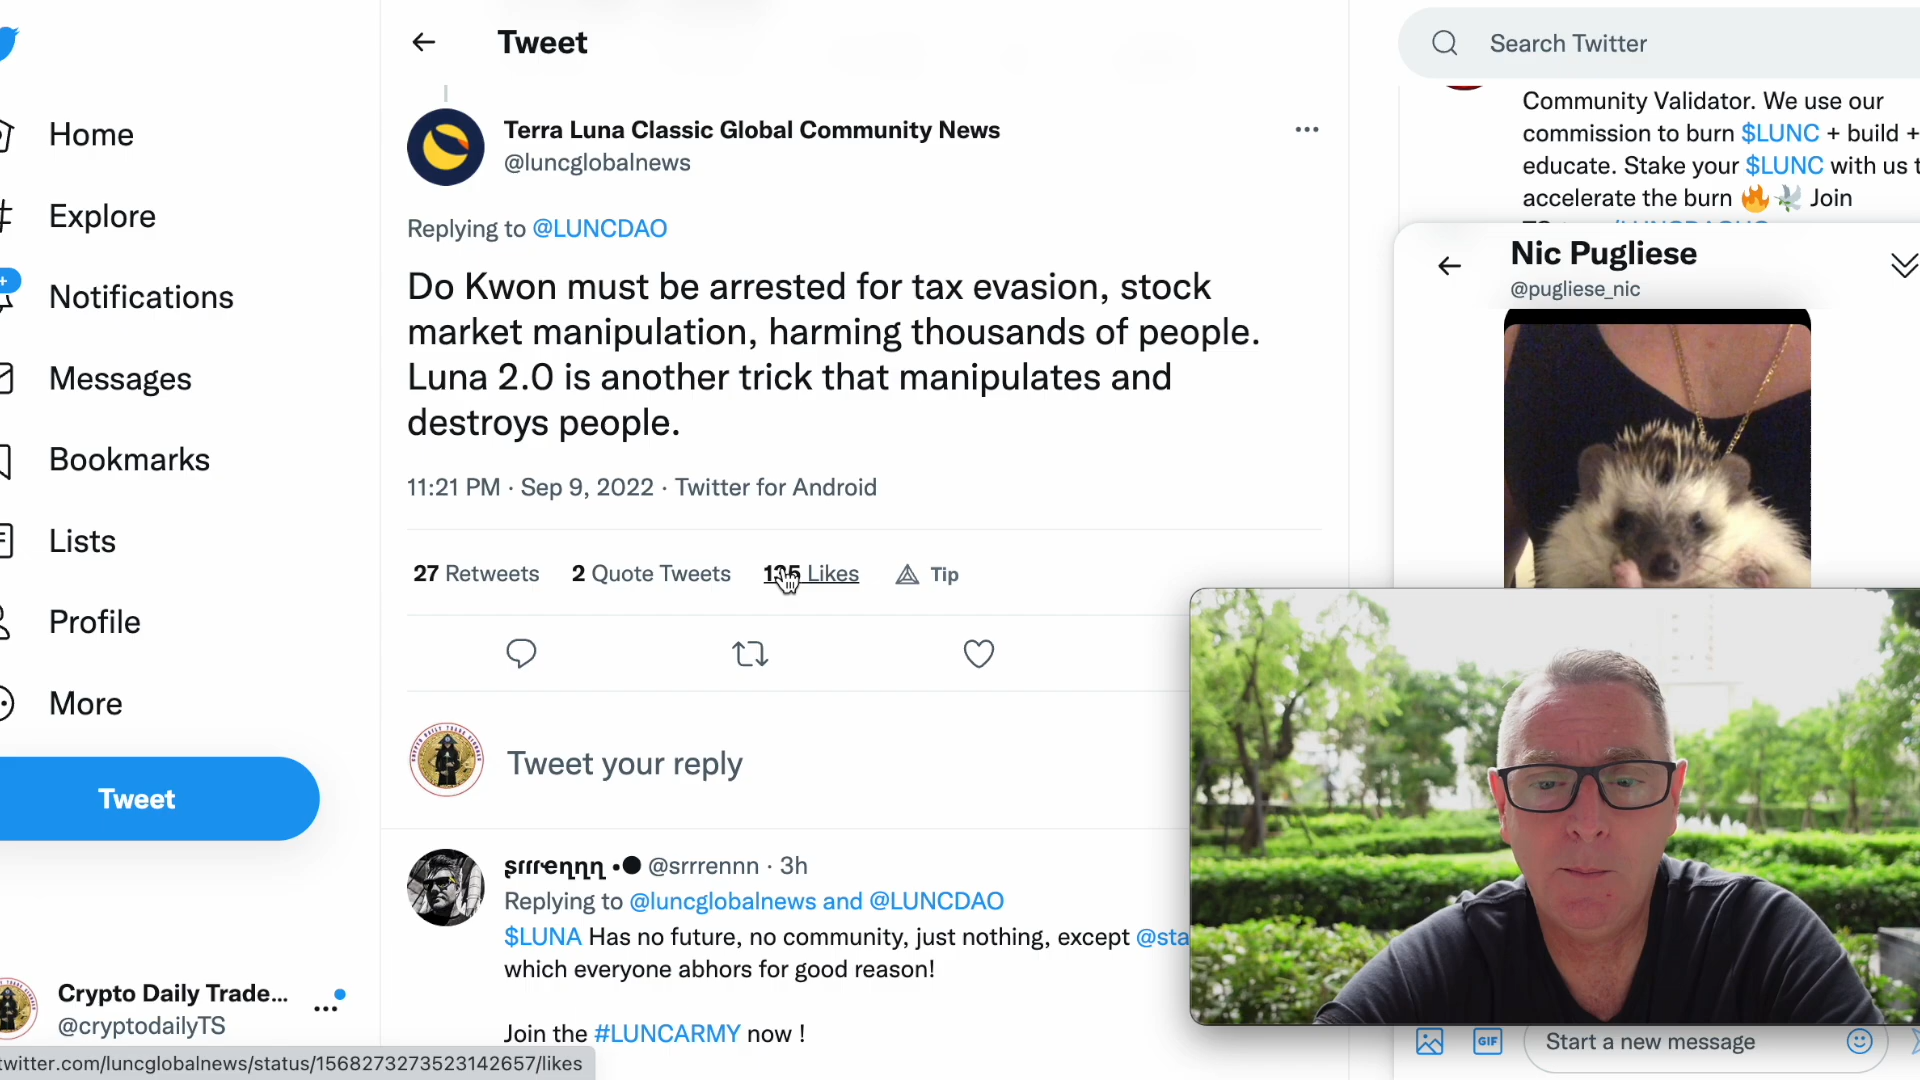 Tweet
Search Twitter
Home
Explore
Notifications
Messages
Bookmarks
Lists
Profile
More
Tweet
Crypto Daily Trade...
@cryptodailyTS
twitter.com/luncglobalnews/status/1568273273523142657/likes
Terra Luna Classic Global Community News
@luncglobalnews
Replying to @LUNCDAO
Do Kwon must be arrested for tax evasion, stock
market manipulation, harming thousands of people.
Luna 2.0 is another trick that manipulates and
destroys people.
11:21 PM · Sep 9, 2022 · Twitter for Android
27 Retweets 2 Quote Tweets Likes Tip
Tweet your reply
@srrrennn · 3h
Replying to @luncglobalnews and @LUNCDAO
$LUNA Has no future, no community, just nothing, except
which everyone abhors for good reason!
Join the #LUNCARMY now !
Community Validator. We use our
commission to burn $LUNC + build +
educate. Stake your $LUNC with us
accelerate the burn 🔥🕊️ Join
Nic Pugliese
@pugliese_nic
GIF
Start a new message